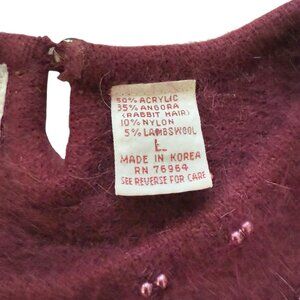 50% ACRYLIC
35% ANGORA
(RABBIT HAIR)
10% NYLON
5% LAMBSWOOL
L
MADE IN KOREA
RN 76964
SEE REVERSE FOR CARE